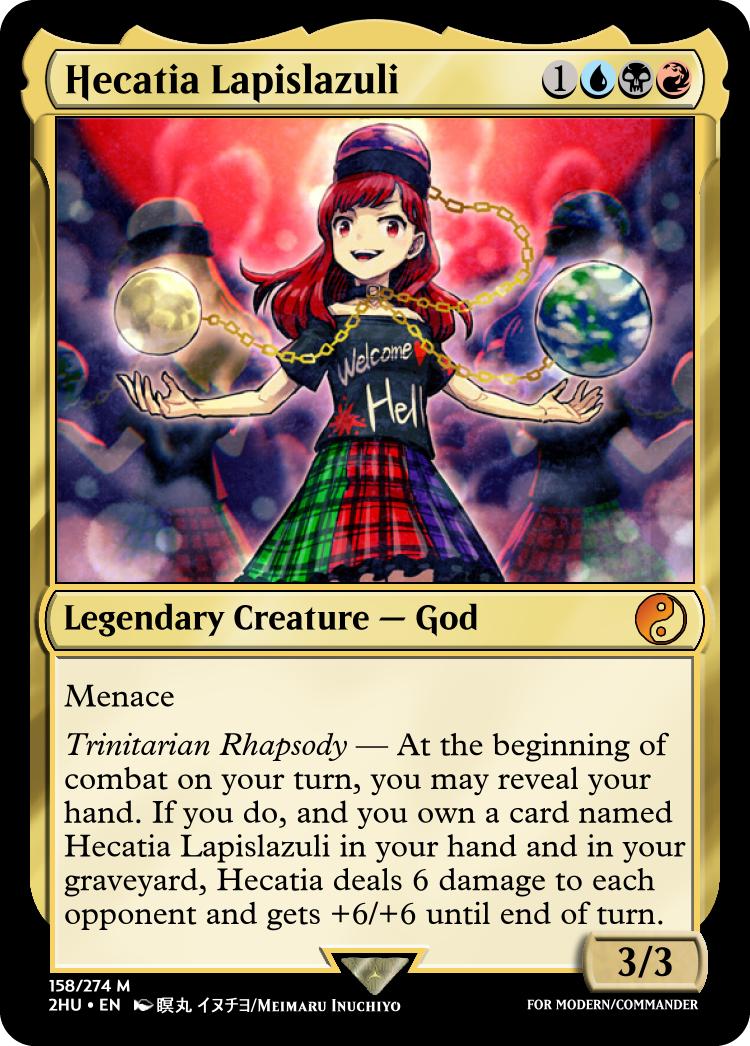 Hecatia Lapislazuli
1
Welcome
Hell
Legendary Creature — God
Menace
Trinitarian Rhapsody — At the beginning of
combat on your turn, you may reveal your
hand. If you do, and you own a card named
Hecatia Lapislazuli in your hand and in your
graveyard, Hecatia deals 6 damage to each
opponent and gets +6/+6 until end of turn.
3/3
158/274 M
2HU • EN 瞑丸 イヌチヨ/Meimaru Inuchiyo
FOR MODERN/COMMANDER